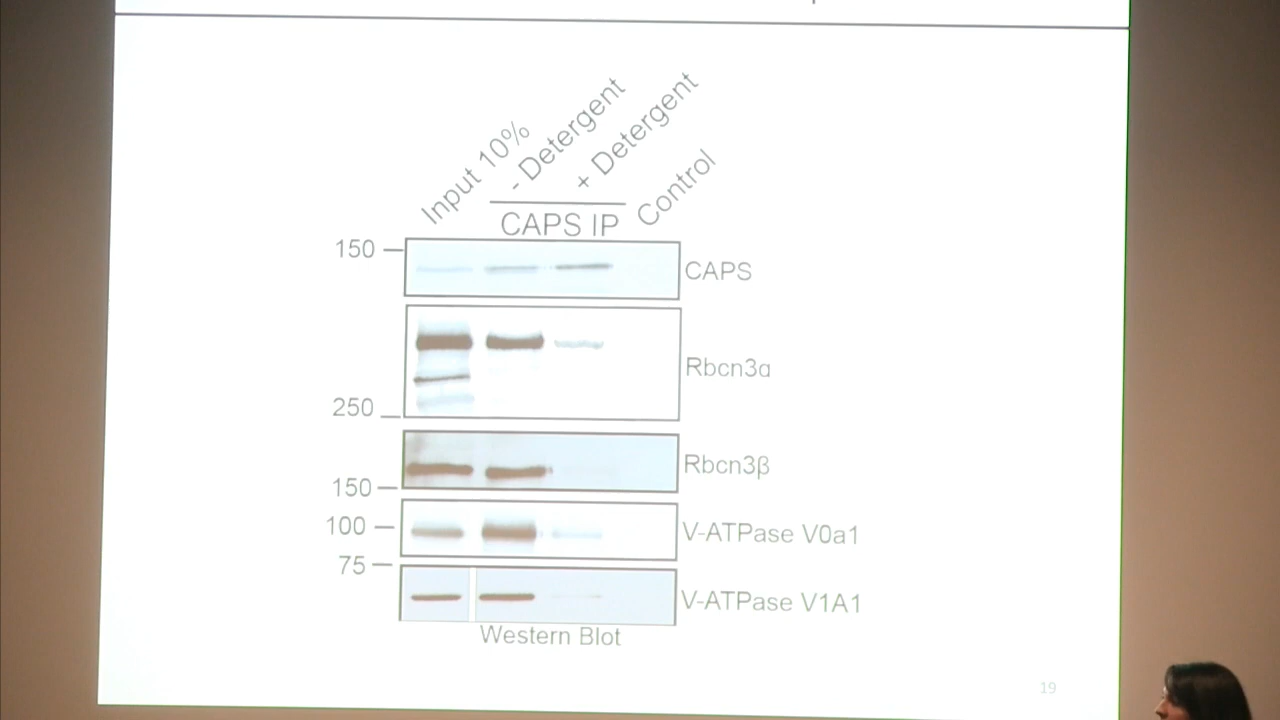 Input 10%
- Detergent
+ Detergent
Control
CAPS IP
150
CAPS
Rbcn3α
250
Rbcn3β
150
100
V-ATPase V0a1
75
V-ATPase V1A1
Western Blot
19